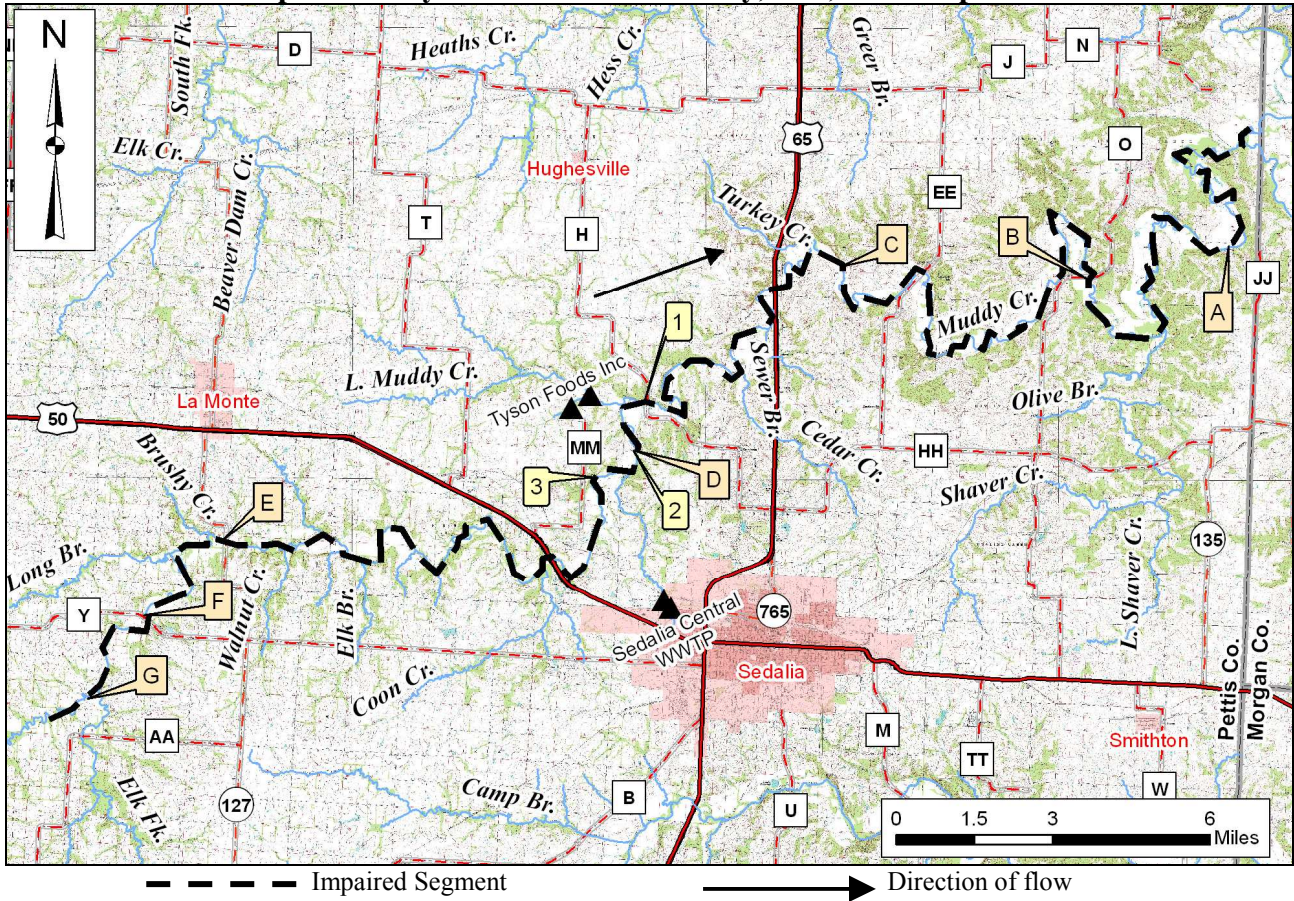 N
D
Heaths Cr.
Hess Cr.
Greer Br.
J
N
South Fk.
65
O
Elk Cr.
Hughesville
Beaver Dam Cr.
T
H
EE
Turkey Cr.
C
B
JJ
A
Muddy Cr.
1
Sewer Br.
L. Muddy Cr.
Tyson Foods Inc
La Monte
50
Olive Br.
MM
D
Cedar Cr.
HH
Brushy Cr.
3
2
Shaver Cr.
E
135
Long Br.
L. Shaver Cr.
F
Y
Walnut Cr.
Elk Br.
765
Sedalia Central
WWTP
Sedalia
Coon Cr.
G
Pettis Co.
Morgan Co.
AA
M
TT
Smithton
W
Elk Fk.
127
Camp Br.
B
U
0 1.5 3 6
Miles
Impaired Segment
Direction of flow